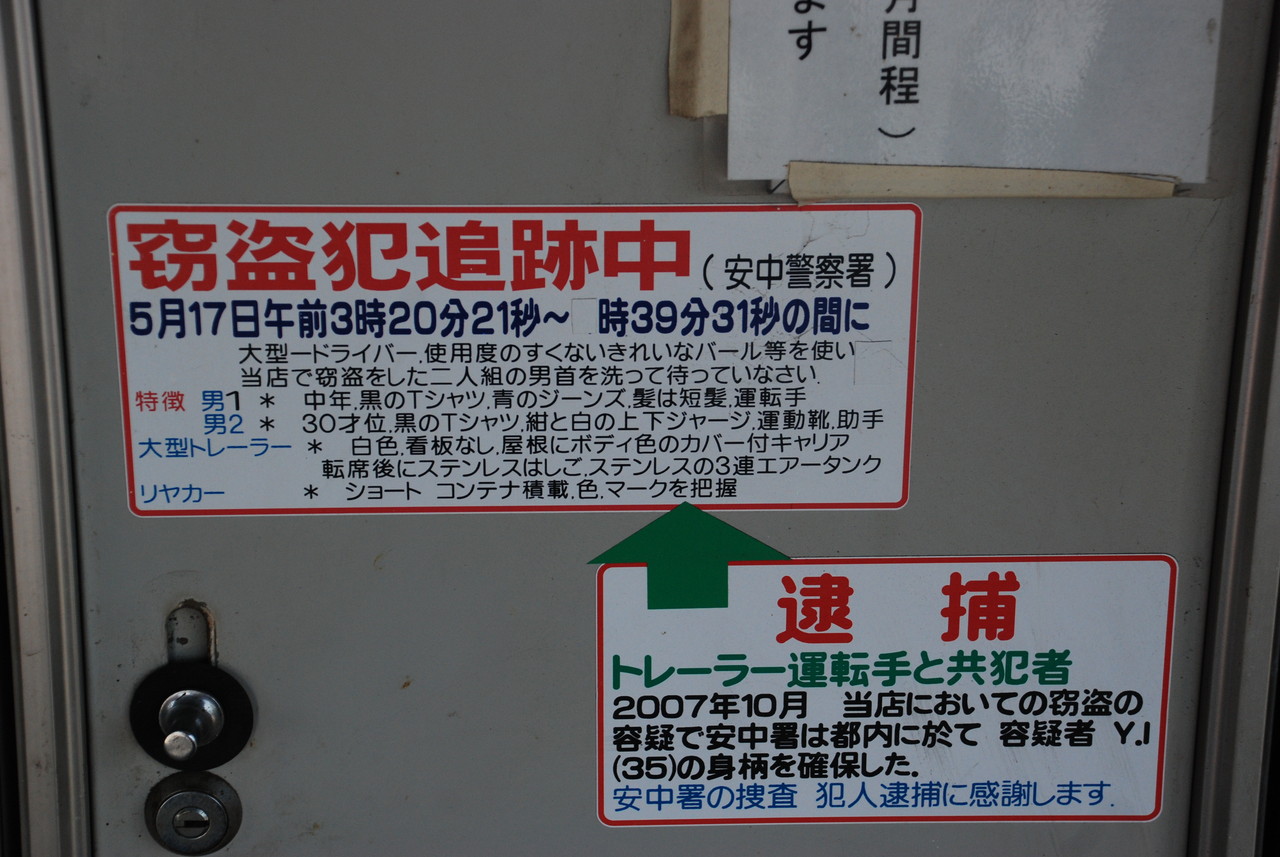 月間程）
ます
窃盗犯追跡中（安中警察署）
5月17日午前3時20分21秒～ 時39分31秒の間に
大型ードライバー,使用度のすくないきれいなバール等を使い
当店で窃盗をした二人組の男首を洗って待っていなさい.
特徴 男1 * 中年,黒のTシャツ,青のジーンズ,髪は短髪,運転手
男2 * 30才位,黒のTシャツ,紺と白の上下ジャージ,運動靴,助手
大型トレーラー * 白色,看板なし,屋根にボディ色のカバー付キャリア
転席後にステンレスはしご,ステンレスの3連エアータンク
リヤカー * ショート コンテナ積載,色,マークを把握
逮 捕
トレーラー運転手と共犯者
2007年10月 当店においての窃盗の
容疑で安中署は都内に於て 容疑者 Y.I
(35)の身柄を確保した.
安中署の捜査 犯人逮捕に感謝します.